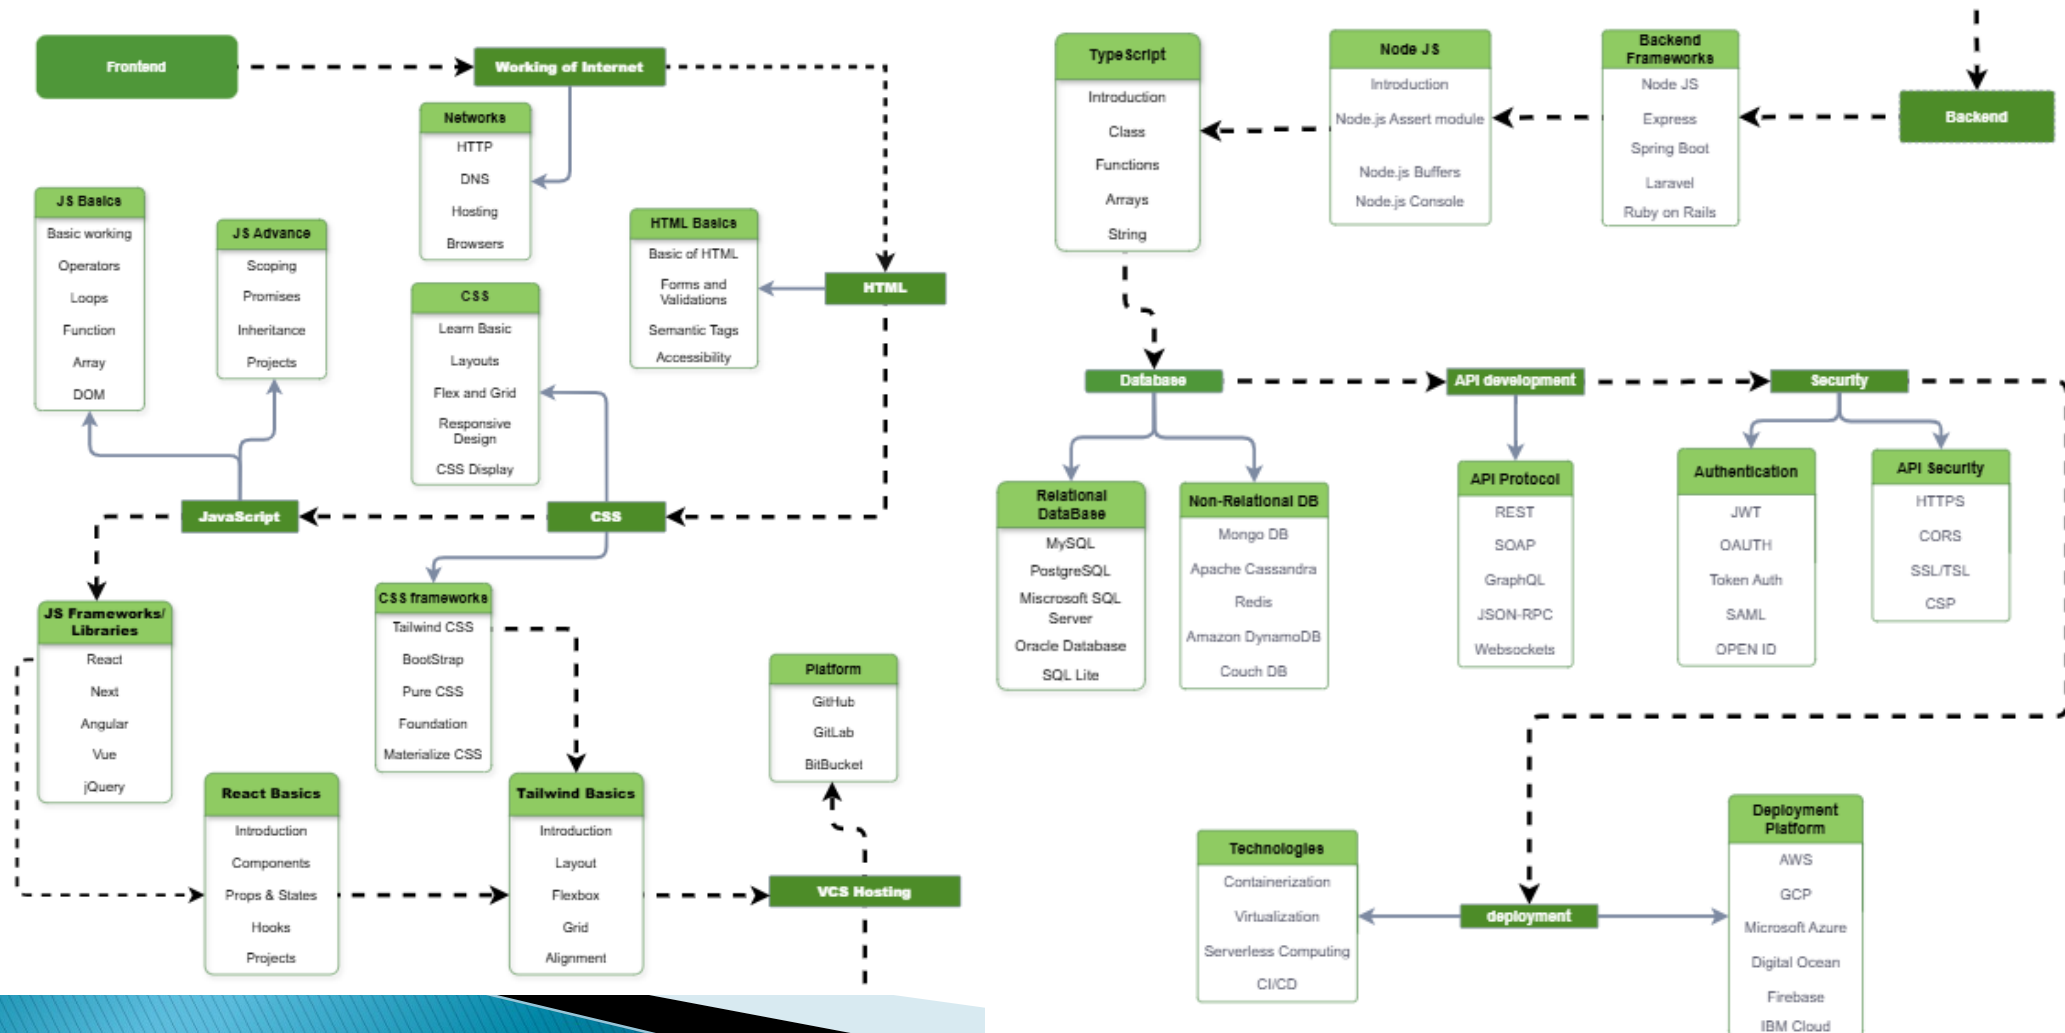 Frontend
Working of Internet
Networks
HTTP
DNS
Hosting
Browsers
JS Basics
Basic working
Operators
Loops
Function
Array
DOM
JS Advance
Scoping
Promises
Inheritance
Projects
HTML Basics
Basic of HTML
Forms and
Validations
Semantic Tags
Accessibility
HTML
CSS
Learn Basic
Layouts
Flex and Grid
Responsive
Design
CSS Display
JavaScript
CSS
JS Frameworks/
Libraries
React
Next
Angular
Vue
jQuery
CSS frameworks
Tailwind CSS
BootStrap
Pure CSS
Foundation
Materialize CSS
React Basics
Introduction
Components
Props & States
Hooks
Projects
Tailwind Basics
Introduction
Layout
Flexbox
Grid
Alignment
Platform
GitHub
GitLab
BitBucket
VCS Hosting
TypeScript
Introduction
Class
Functions
Arrays
String
Node JS
Introduction
Node.js Assert module
Node.js Buffers
Node.js Console
Backend
Frameworks
Node JS
Express
Spring Boot
Laravel
Ruby on Rails
Backend
Database
API development
Security
Relational
DataBase
MySQL
PostgreSQL
Miscrosoft SQL
Server
Oracle Database
SQL Lite
Non-Relational DB
Mongo DB
Apache Cassandra
Redis
Amazon DynamoDB
Couch DB
API Protocol
REST
SOAP
GraphQL
JSON-RPC
Websockets
Authentication
JWT
OAUTH
Token Auth
SAML
OPEN ID
API Security
HTTPS
CORS
SSL/TSL
CSP
Technologies
Containerization
Virtualization
Serverless Computing
CI/CD
deployment
Deployment
Platform
AWS
GCP
Microsoft Azure
Digital Ocean
Firebase
IBM Cloud